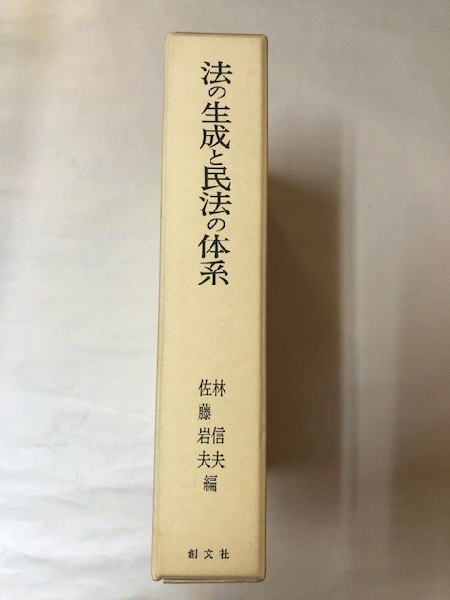 法の生成と民法の体系
林信夫
佐藤岩夫
編
創文社